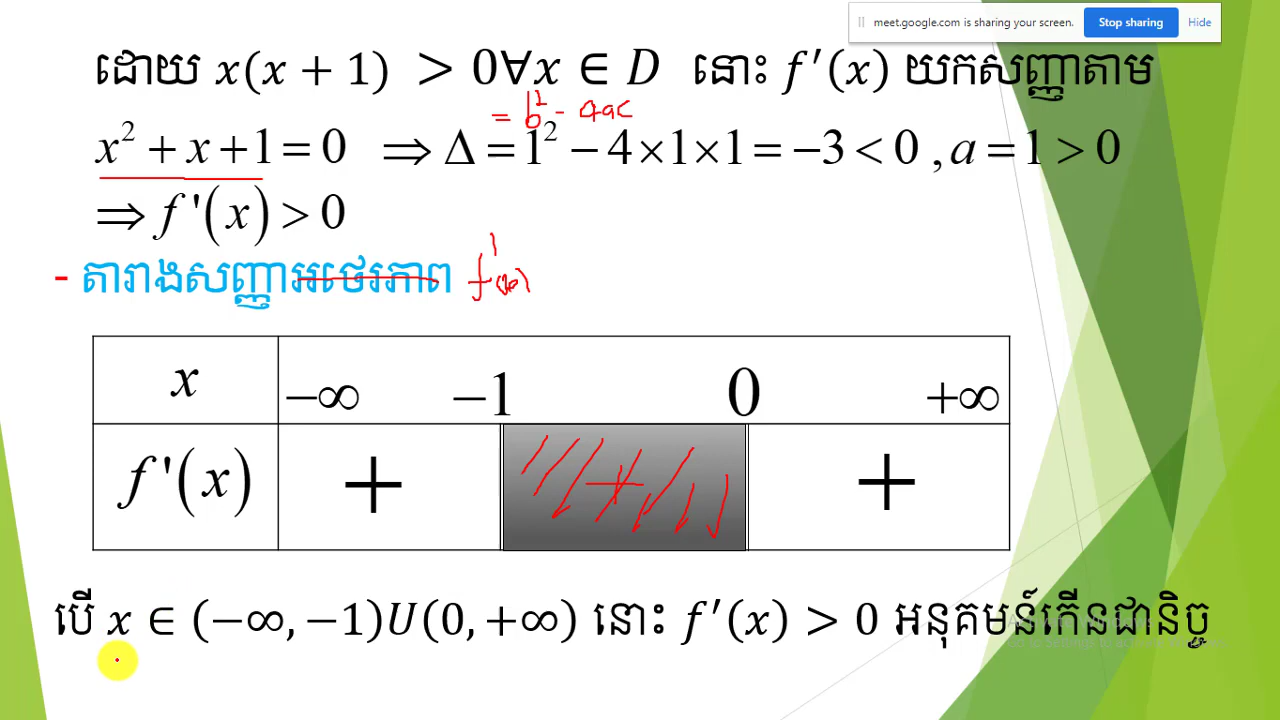 meet.google.com is sharing your screen. Stop sharing Hide
ដោយ x(x + 1) > 0∀x ∈ D នោះ f′(x) យកសញ្ញាតាម
= b² - 4ac
x² + x + 1 = 0 ⇒ Δ = 1² − 4×1×1 = −3 < 0 , a = 1 > 0
⇒ f '(x) > 0
- តារាងសញ្ញាអថេរភាព f'(x)
x −∞ −1 0 +∞
f '(x) + +
បើ x ∈ (−∞, −1)U(0, +∞) នោះ f′(x) > 0 អនុគមន៍កើនជានិច្ច